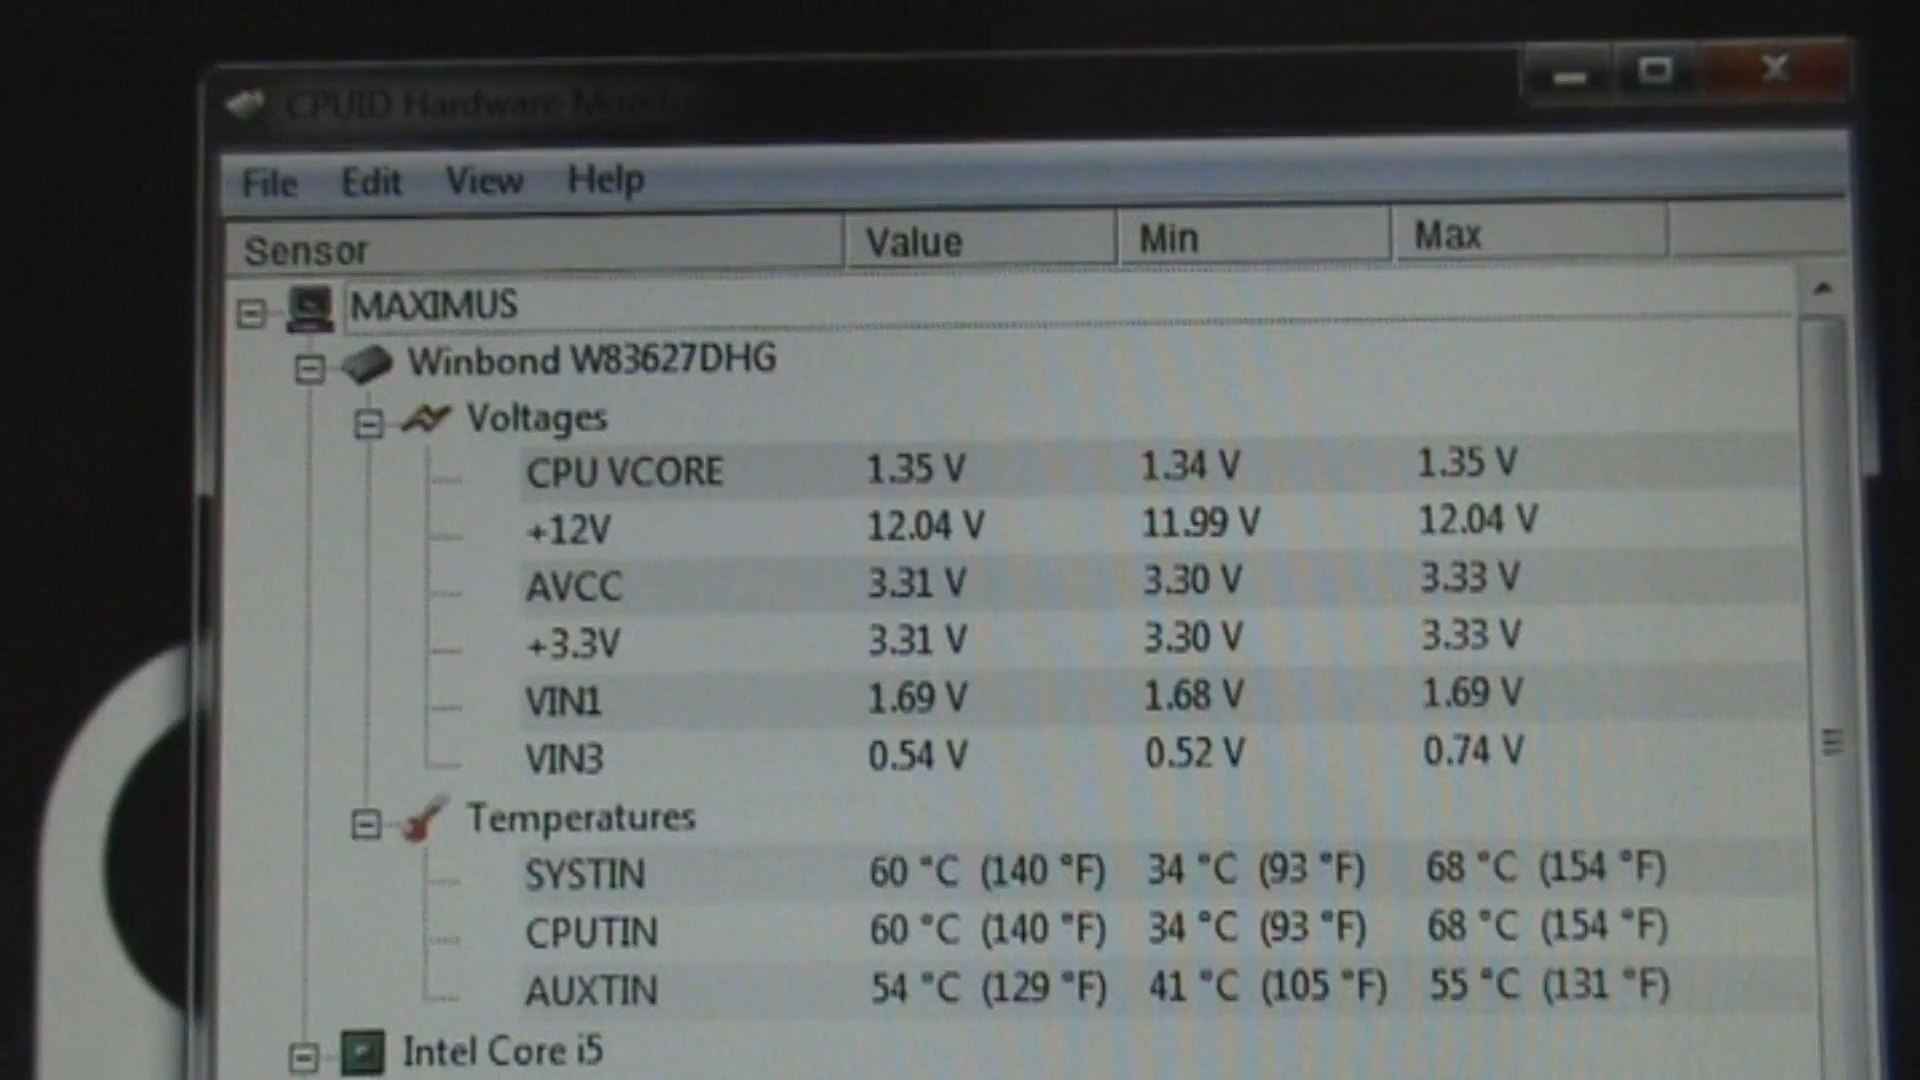 CPUID Hardware Monitor
File Edit View Help
Sensor Value Min Max
MAXIMUS
Winbond W83627DHG
Voltages
CPU VCORE 1.35 V 1.34 V 1.35 V
+12V 12.04 V 11.99 V 12.04 V
AVCC 3.31 V 3.30 V 3.33 V
+3.3V 3.31 V 3.30 V 3.33 V
VIN1 1.69 V 1.68 V 1.69 V
VIN3 0.54 V 0.52 V 0.74 V
Temperatures
SYSTIN 60 °C (140 °F) 34 °C (93 °F) 68 °C (154 °F)
CPUTIN 60 °C (140 °F) 34 °C (93 °F) 68 °C (154 °F)
AUXTIN 54 °C (129 °F) 41 °C (105 °F) 55 °C (131 °F)
Intel Core i5